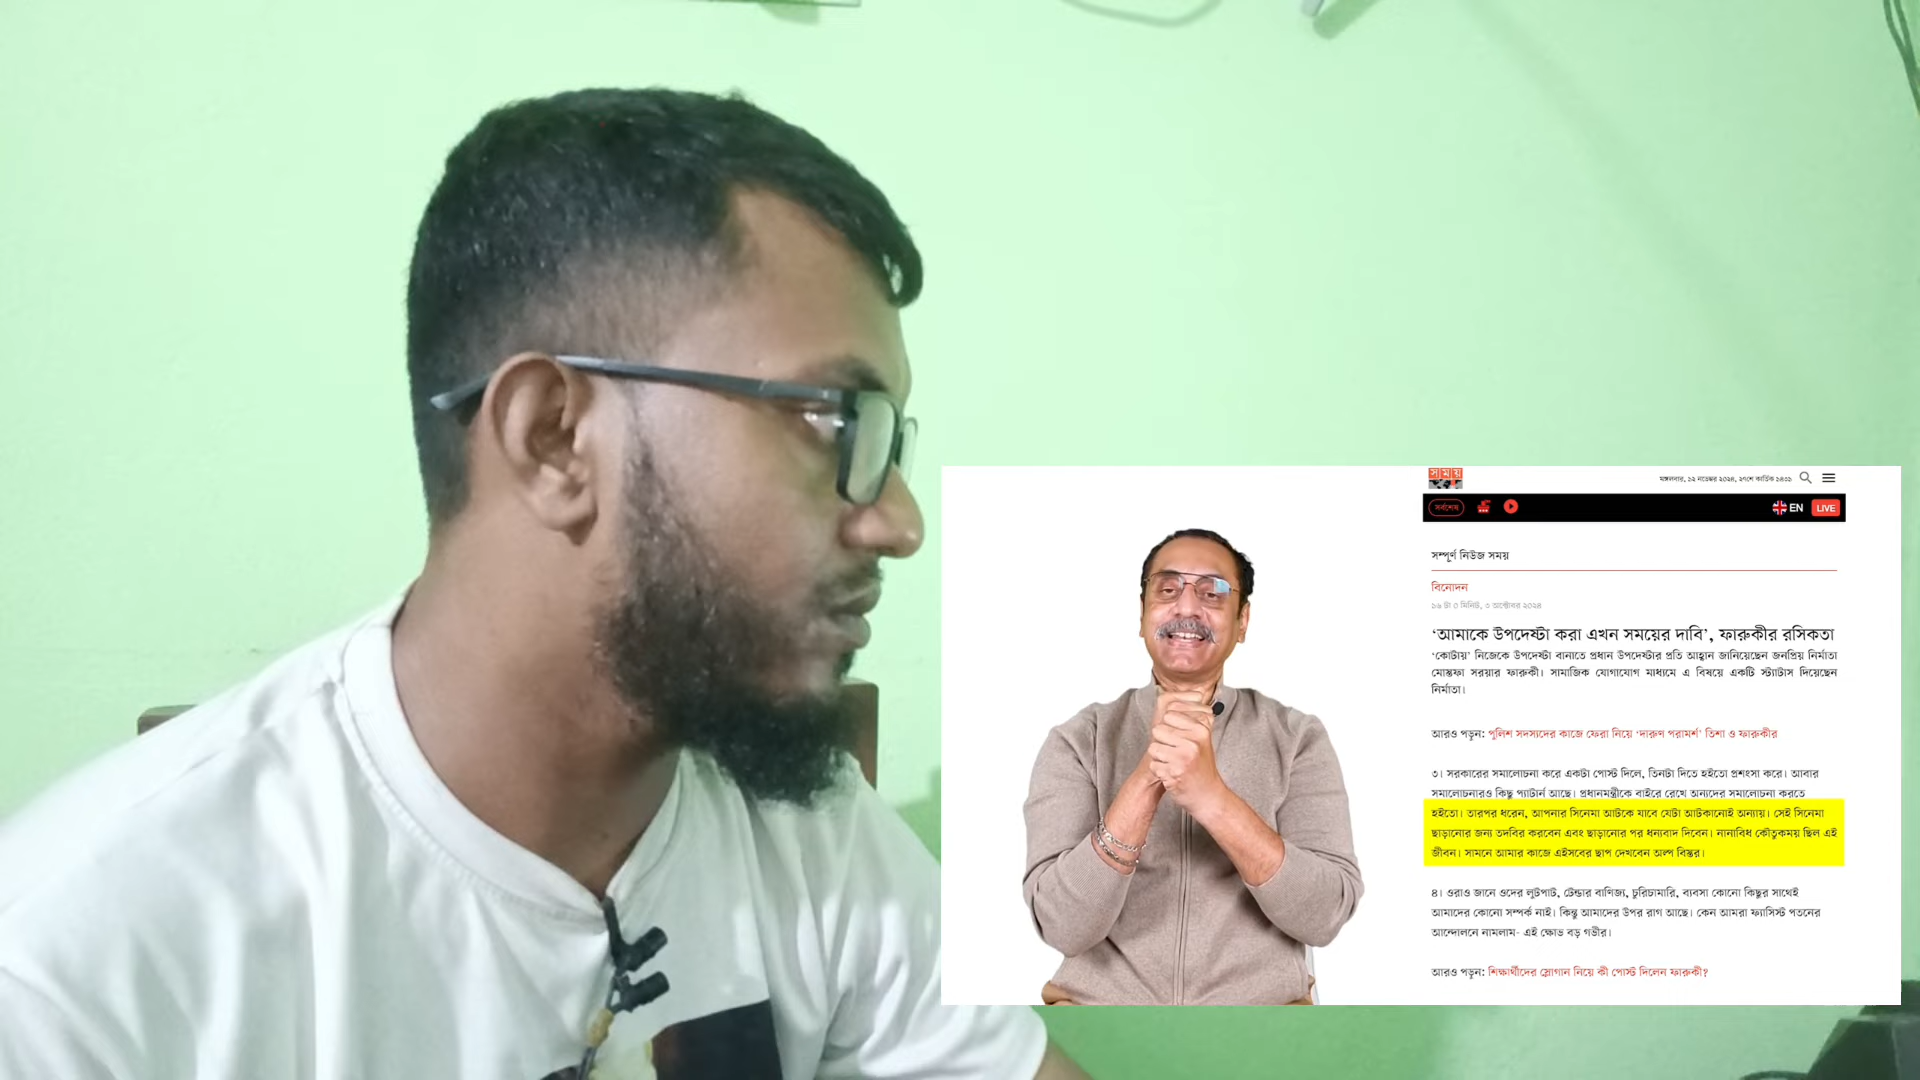 সময়
মঙ্গলবার, ১২ নভেম্বর ২০২৪, ২৭শে কার্তিক ১৪৩১
সর্বশেষ
EN
LIVE
সম্পূর্ণ নিউজ সময়
বিনোদন
১৬ টা ৫ মিনিট, ৩ অক্টোবর ২০২৪
‘আমাকে উপদেষ্টা করা এখন সময়ের দাবি’, ফারুকীর রসিকতা
‘কোটায়’ নিজেকে উপদেষ্টা বানাতে প্রধান উপদেষ্টার প্রতি আহ্বান জানিয়েছেন জনপ্রিয় নির্মাতা
মোস্তফা সরয়ার ফারুকী। সামাজিক যোগাযোগ মাধ্যমে এ বিষয়ে একটি স্ট্যাটাস দিয়েছেন
নির্মাতা।
আরও পড়ুন: পুলিশ সদস্যদের কাজে ফেরা নিয়ে ‘দারুণ পরামর্শ’ তিশা ও ফারুকীর
৩। সরকারের সমালোচনা করে একটা পোস্ট দিলে, তিনটা দিতে হইতো প্রশংসা করে। আবার
সমালোচনারও কিছু প্যাটার্ন আছে। প্রধানমন্ত্রীকে বাইরে রেখে অন্যদের সমালোচনা করতে
হইতো। তারপর ধরেন, আপনার সিনেমা আটকে যাবে যেটা আটকানোই অন্যায়। সেই সিনেমা
ছাড়ানোর জন্য তদবির করবেন এবং ছাড়ানোর পর ধন্যবাদ দিবেন। নানাবিধ কৌতুকময় ছিল এই
জীবন। সামনে আমার কাজে এইসবের ছাপ দেখবেন অল্প বিস্তর।
৪। ওরাও জানে ওদের লুটপাট, টেন্ডার বাণিজ্য, চুরিচামারি, ব্যবসা কোনো কিছুর সাথেই
আমাদের কোনো সম্পর্ক নাই। কিন্তু আমাদের উপর রাগ আছে। কেন আমরা ফ্যাসিস্ট পতনের
আন্দোলনে নামলাম- এই ক্ষোভ বড় গভীর।
আরও পড়ুন: শিক্ষার্থীদের স্লোগান নিয়ে কী পোস্ট দিলেন ফারুকী?